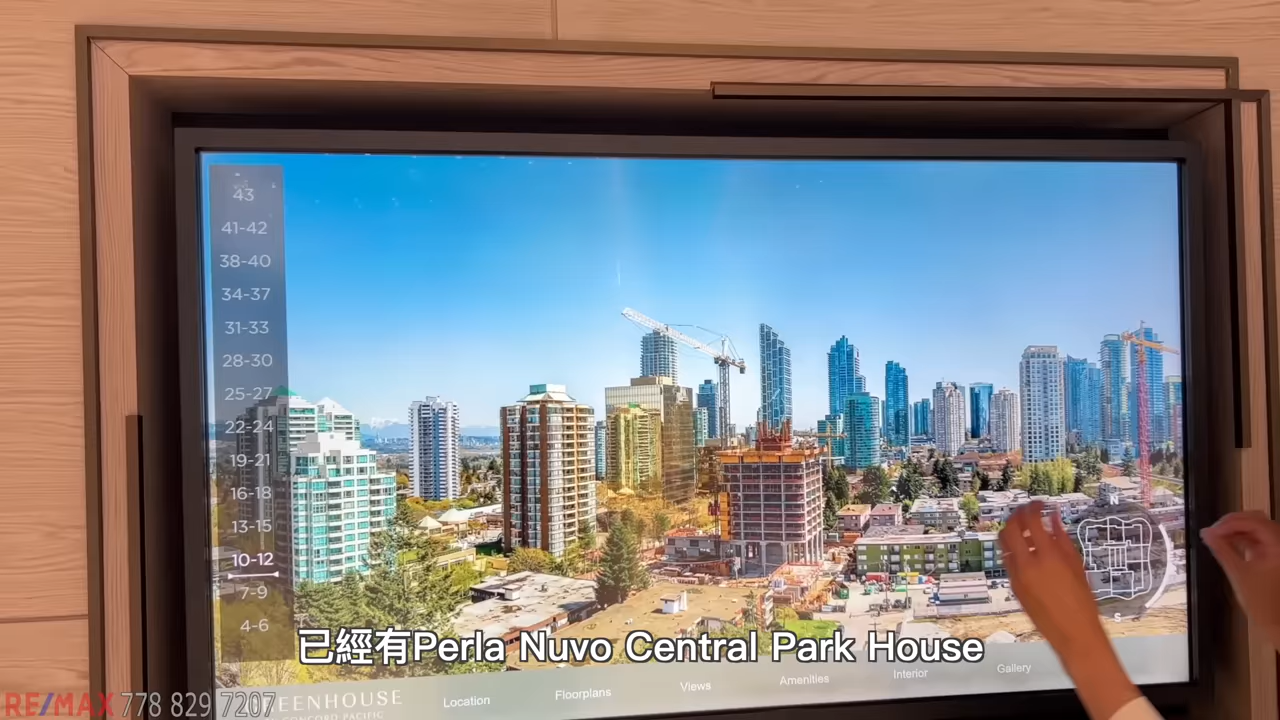 43
41-42
38-40
34-37
31-33
28-30
25-27
22-24
19-21
16-18
13-15
10-12
7-9
4-6
N
S
已經有Perla Nuvo Central Park House
EENHOUSE
CONCORD PACIFIC
Location
Floorplans
Views
Amenities
Interior
Gallery
RE/MAX 778 829 7207